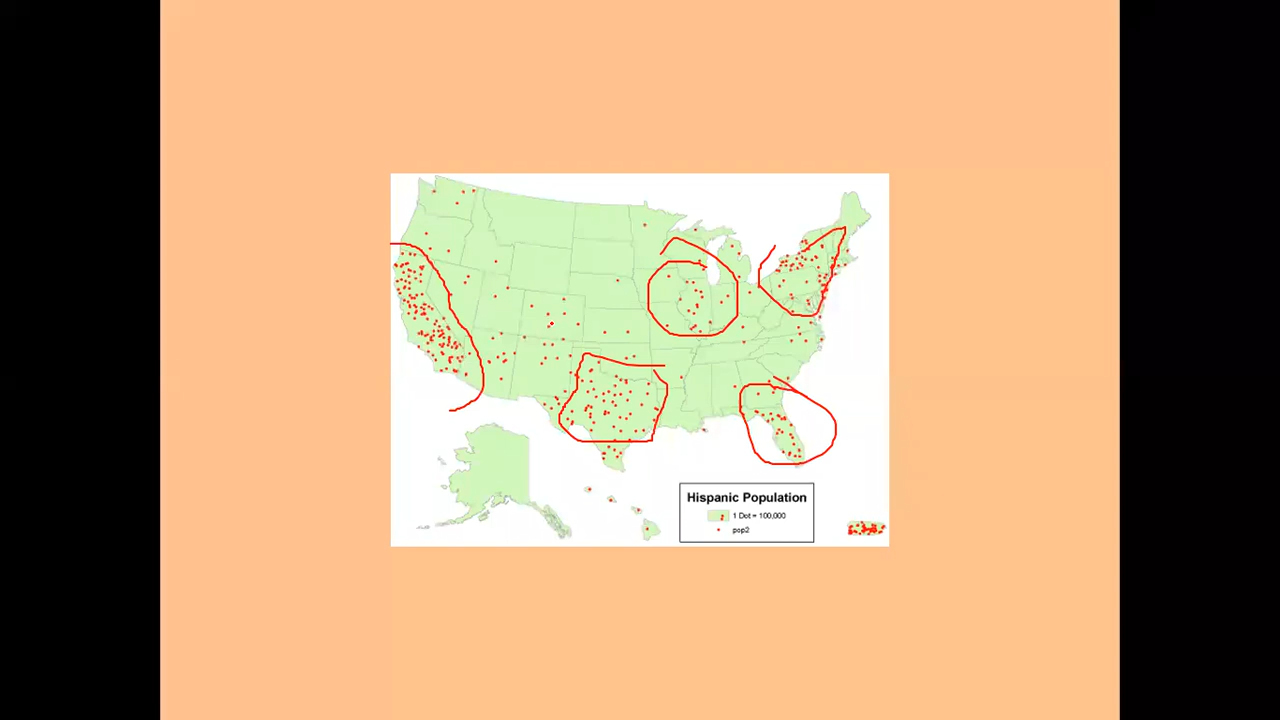 Hispanic Population
1 Dot = 100,000
pop2